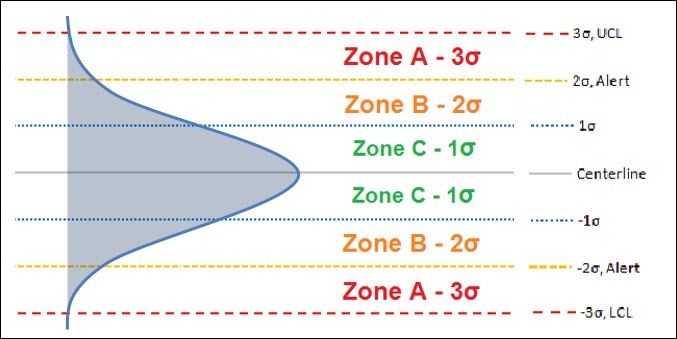 3σ, UCL
Zone A - 3σ
2σ, Alert
Zone B - 2σ
1σ
Zone C - 1σ
Centerline
Zone C - 1σ
-1σ
Zone B - 2σ
-2σ, Alert
Zone A - 3σ
-3σ, LCL